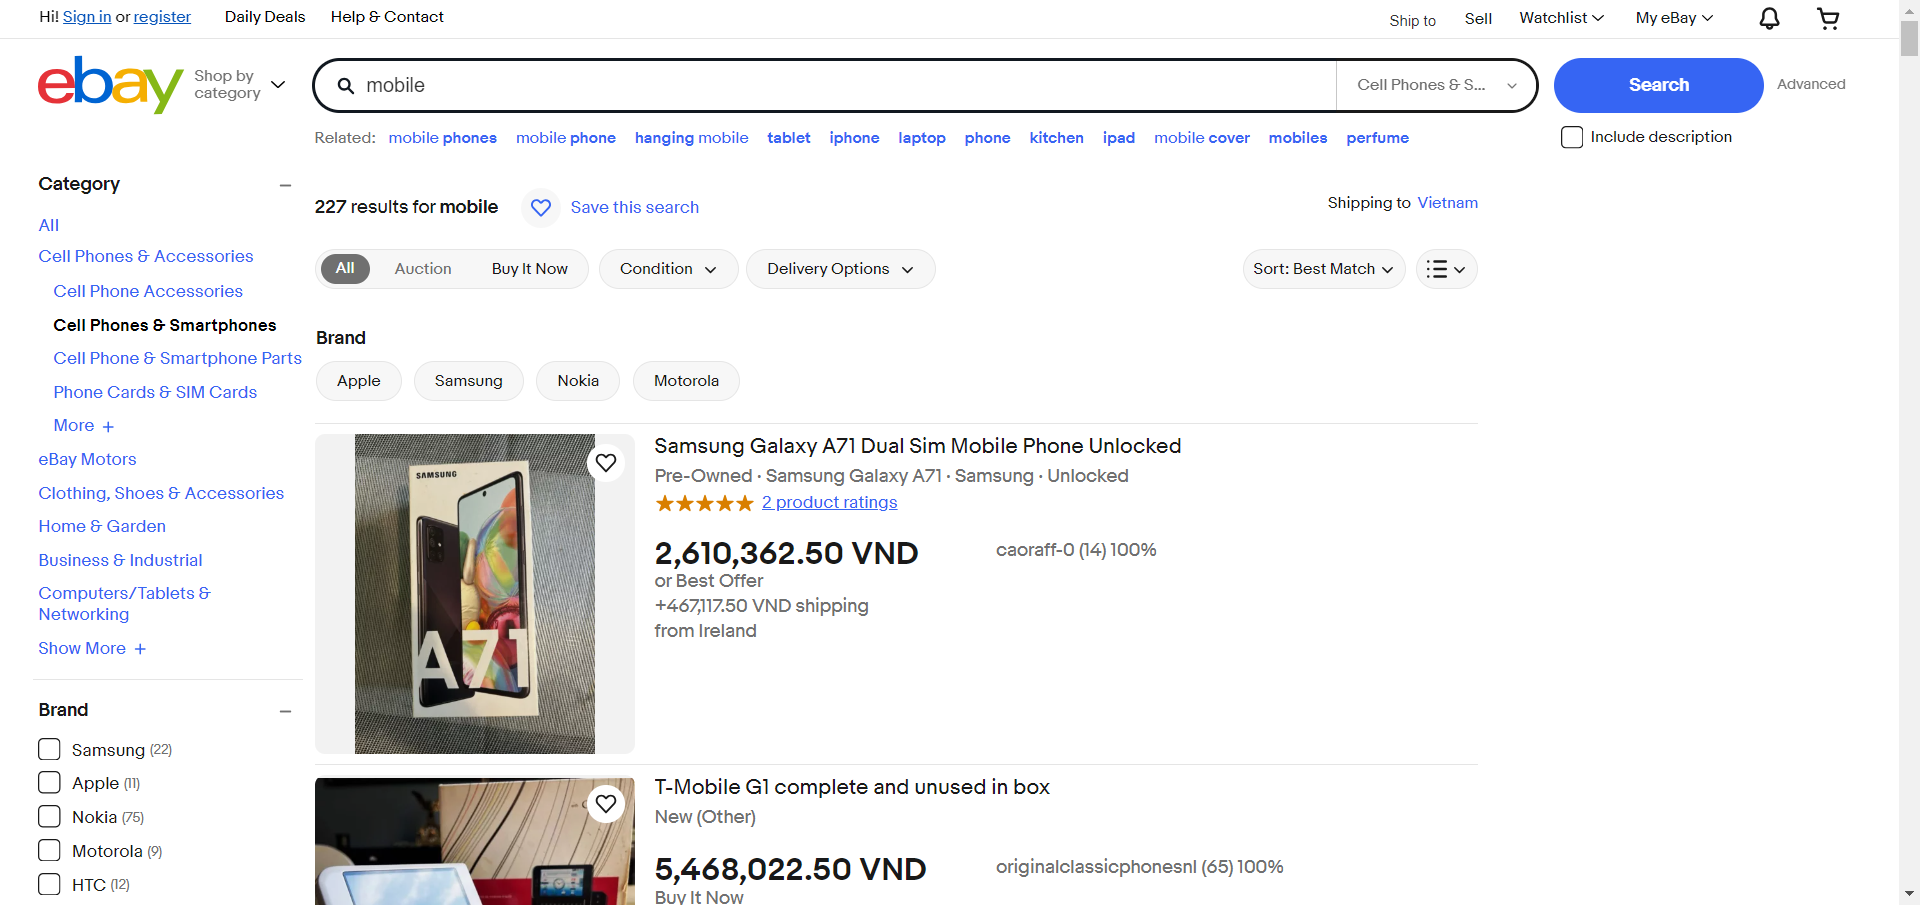 Hi! Sign in or register
Daily Deals
Help & Contact
Ship to
Sell
Watchlist
My eBay
ebay
Shop by
category
mobile
Cell Phones & S...
Search
Advanced
Related: mobile phones mobile phone hanging mobile tablet iphone laptop phone kitchen ipad mobile cover mobiles perfume
Include description
Category
All
Cell Phones & Accessories
Cell Phone Accessories
Cell Phones & Smartphones
Cell Phone & Smartphone Parts
Phone Cards & SIM Cards
More
eBay Motors
Clothing, Shoes & Accessories
Home & Garden
Business & Industrial
Computers/Tablets &
Networking
Show More
Brand
Samsung (22)
Apple (11)
Nokia (75)
Motorola (9)
HTC (12)
227 results for mobile
Save this search
Shipping to Vietnam
All
Auction
Buy It Now
Condition
Delivery Options
Sort: Best Match
Brand
Apple
Samsung
Nokia
Motorola
SAMSUNG
A71
Samsung Galaxy A71 Dual Sim Mobile Phone Unlocked
Pre-Owned · Samsung Galaxy A71 · Samsung · Unlocked
2 product ratings
2,610,362.50 VND
caoraff-0 (14) 100%
or Best Offer
+467,117.50 VND shipping
from Ireland
T-Mobile G1 complete and unused in box
New (Other)
5,468,022.50 VND
originalclassicphonesnl (65) 100%
Buy It Now